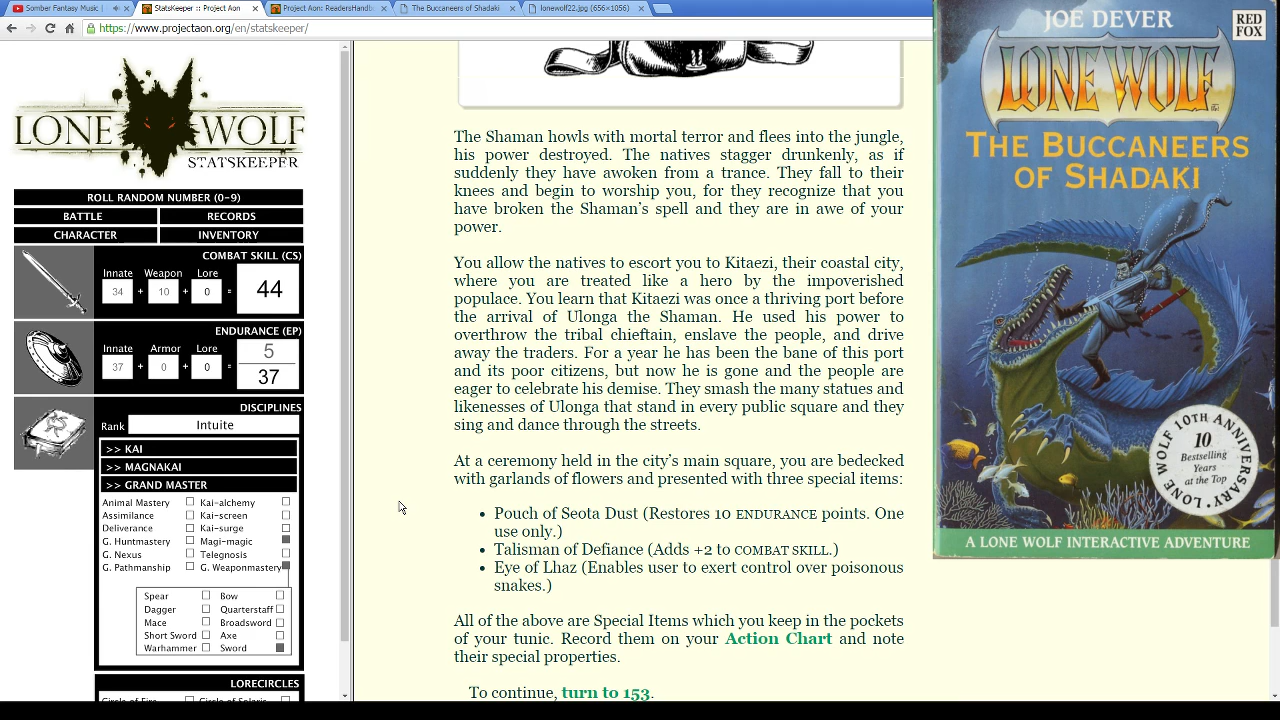 Somber Fantasy Music |
StatsKeeper :: Project Aon
Project Aon: ReadersHandb
The Buccaneers of Shadaki
lonewolf22.jpg (656×1056)
https://www.projectaon.org/en/statskeeper/
LONE WOLF
STATSKEEPER
ROLL RANDOM NUMBER (0-9)
BATTLE
RECORDS
CHARACTER
INVENTORY
COMBAT SKILL (CS)
Innate Weapon Lore
34 + 10 + 0 = 44
ENDURANCE (EP)
Innate Armor Lore
5
37 + 0 + 0 =
37
DISCIPLINES
Rank Intuite
>> KAI
>> MAGNAKAI
>> GRAND MASTER
Animal Mastery Kai-alchemy
Assimilance Kai-screen
Deliverance Kai-surge
G. Huntmastery Magi-magic
G. Nexus Telegnosis
G. Pathmanship G. Weaponmastery
Spear Bow
Dagger Quarterstaff
Mace Broadsword
Short Sword Axe
Warhammer Sword
LORECIRCLES
Circle of Fire Circle of Solaris
The Shaman howls with mortal terror and flees into the jungle,
his power destroyed. The natives stagger drunkenly, as if
suddenly they have awoken from a trance. They fall to their
knees and begin to worship you, for they recognize that you
have broken the Shaman's spell and they are in awe of your
power.
You allow the natives to escort you to Kitaezi, their coastal city,
where you are treated like a hero by the impoverished
populace. You learn that Kitaezi was once a thriving port before
the arrival of Ulonga the Shaman. He used his power to
overthrow the tribal chieftain, enslave the people, and drive
away the traders. For a year he has been the bane of this port
and its poor citizens, but now he is gone and the people are
eager to celebrate his demise. They smash the many statues and
likenesses of Ulonga that stand in every public square and they
sing and dance through the streets.
At a ceremony held in the city's main square, you are bedecked
with garlands of flowers and presented with three special items:
• Pouch of Seota Dust (Restores 10 ENDURANCE points. One
use only.)
• Talisman of Defiance (Adds +2 to COMBAT SKILL.)
• Eye of Lhaz (Enables user to exert control over poisonous
snakes.)
All of the above are Special Items which you keep in the pockets
of your tunic. Record them on your Action Chart and note
their special properties.
To continue, turn to 153.
JOE DEVER
RED
FOX
LONE WOLF
THE BUCCANEERS
OF SHADAKI
LONE WOLF 10TH ANNIVERSARY
10
Bestselling
Years
at the Top
A LONE WOLF INTERACTIVE ADVENTURE